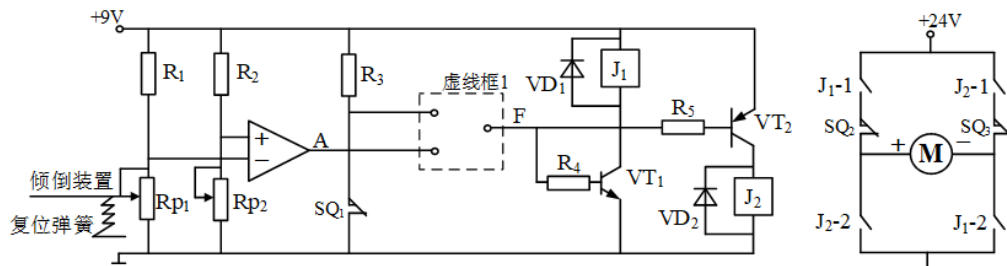 +9V
+24V
R1
R2
R3
虚线框1
VD1
J1
J1-1
J2-1
F
R5
VT2
SQ2
SQ3
+
−
A
+
M
−
倾倒装置
Rp1
Rp2
SQ1
R4
VT1
复位弹簧
VD2
J2
J2-2
J1-2